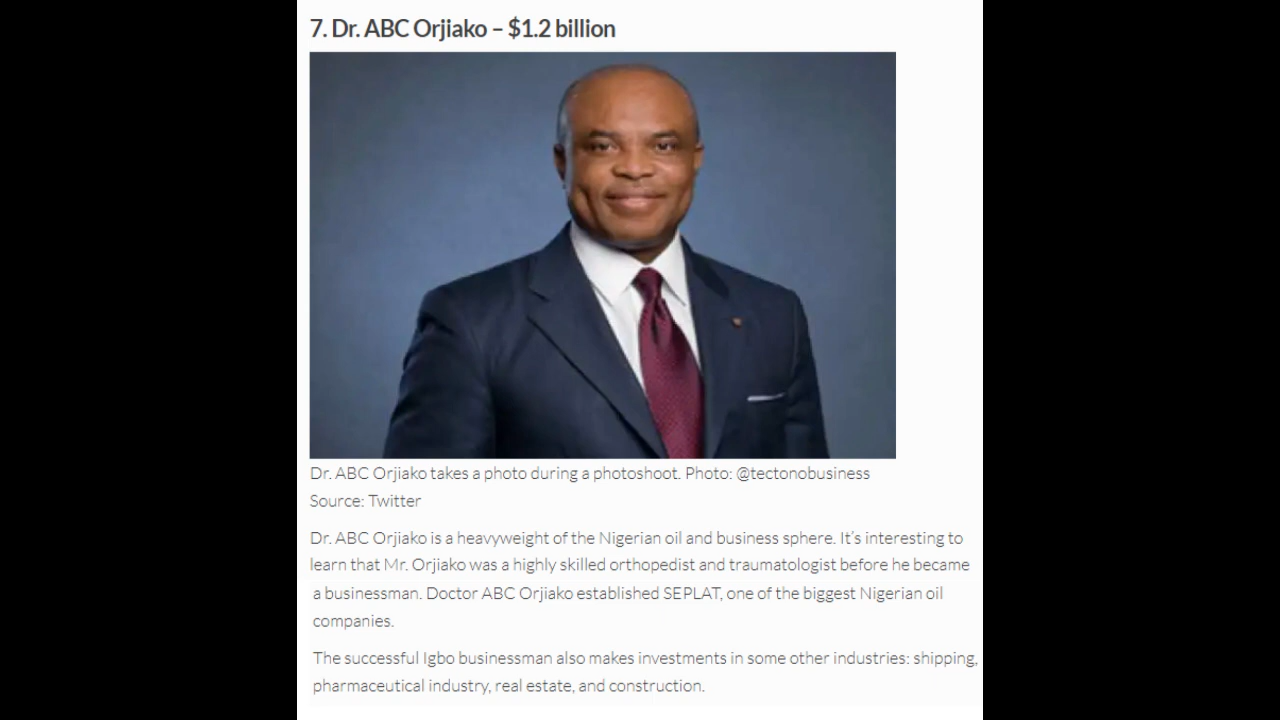 7. Dr. ABC Orjiako – $1.2 billion
Dr. ABC Orjiako takes a photo during a photoshoot. Photo: @tectonobusiness
Source: Twitter
Dr. ABC Orjiako is a heavyweight of the Nigerian oil and business sphere. It’s interesting to
learn that Mr. Orjiako was a highly skilled orthopedist and traumatologist before he became
a businessman. Doctor ABC Orjiako established SEPLAT, one of the biggest Nigerian oil
companies.
The successful Igbo businessman also makes investments in some other industries: shipping,
pharmaceutical industry, real estate, and construction.